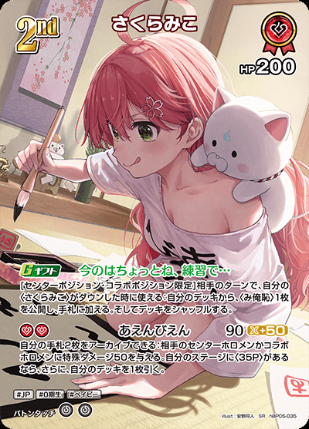 2nd
さくらみこ
HP200
ギフト
今のはちょっとね、練習で…
[センターポジション・コラボポジション限定]相手のターンで、自分の
〈さくらみこ〉がダウンした時に使える：自分のデッキから、〈み俺恥〉1枚
を公開し、手札に加える。そしてデッキをシャッフルする。
あえんびえん 90 +50
自分の手札2枚をアーカイブできる：相手のセンターホロメンかコラボ
ホロメンに特殊ダメージ50を与える。自分のステージに〈35P〉がある
なら、さらに、自分のデッキを1枚引く。
#JP #0期生 #ベイビー
バトンタッチ
SR hBP05-035